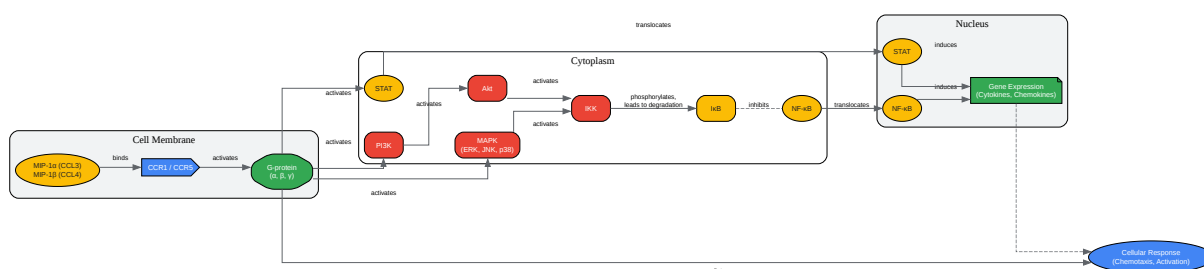 translocates
Nucleus
STAT
induces
Cytoplasm
activates
STAT
activates
Akt
activates
phosphorylates,
leads to degradation
IKK
IκB
inhibits
NF-κB
translocates
NF-κB
induces
Gene Expression
(Cytokines, Chemokines)
activates
Cell Membrane
activates
PI3K
MAPK
(ERK, JNK, p38)
MIP-1α (CCL3)
MIP-1β (CCL4)
binds
CCR1 / CCR5
activates
G-protein
(α, β, γ)
activates
Cellular Response
(Chemotaxis, Activation)